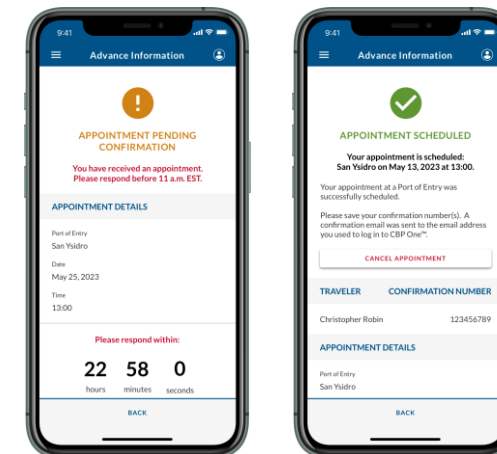 9:41
Advance Information
!
APPOINTMENT PENDING
CONFIRMATION
You have received an appointment.
Please respond before 11 a.m. EST.
APPOINTMENT DETAILS
Port of Entry
San Ysidro
Date
May 25, 2023
Time
13:00
Please respond within:
22 58 0
hours minutes seconds
BACK
9:41
Advance Information
APPOINTMENT SCHEDULED
Your appointment is scheduled:
San Ysidro on May 13, 2023 at 13:00.
Your appointment at a Port of Entry was
successfully scheduled.
Please save your confirmation number(s). A
confirmation email was sent to the email address
you used to log in to CBP One™.
CANCEL APPOINTMENT
TRAVELER CONFIRMATION NUMBER
Christopher Robin 123456789
APPOINTMENT DETAILS
Port of Entry
San Ysidro
BACK